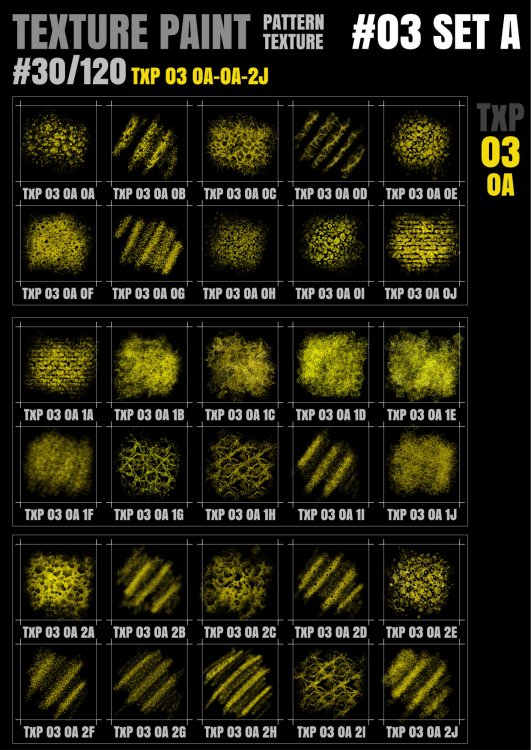 TEXTURE PAINT PATTERN TEXTURE #03 SET A
#30/120 TXP 03 0A-0A-2J
TXP
03
0A
TXP 03 0A 0A TXP 03 0A 0B TXP 03 0A 0C TXP 03 0A 0D TXP 03 0A 0E
TXP 03 0A 0F TXP 03 0A 0G TXP 03 0A 0H TXP 03 0A 0I TXP 03 0A 0J
TXP 03 0A 1A TXP 03 0A 1B TXP 03 0A 1C TXP 03 0A 1D TXP 03 0A 1E
TXP 03 0A 1F TXP 03 0A 1G TXP 03 0A 1H TXP 03 0A 1I TXP 03 0A 1J
TXP 03 0A 2A TXP 03 0A 2B TXP 03 0A 2C TXP 03 0A 2D TXP 03 0A 2E
TXP 03 0A 2F TXP 03 0A 2G TXP 03 0A 2H TXP 03 0A 2I TXP 03 0A 2J